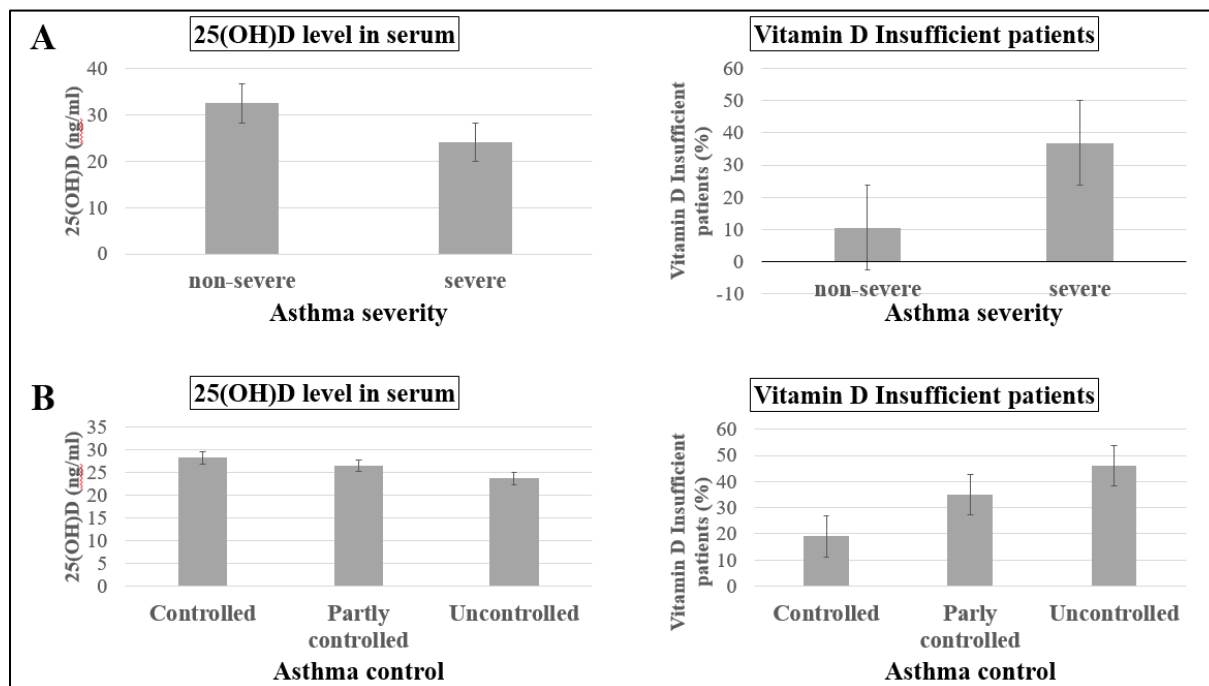 A
25(OH)D level in serum
25(OH)D (ng/ml)
40
30
20
10
0
non-severe severe
Asthma severity
Vitamin D Insufficient patients
Vitamin D Insufficient
patients (%)
60
50
40
30
20
10
0
-10
non-severe severe
Asthma severity
B
25(OH)D level in serum
25(OH)D (ng/ml)
35
30
25
20
15
10
5
0
Controlled Partly Uncontrolled
controlled
Asthma control
Vitamin D Insufficient patients
Vitamin D Insufficient
patients (%)
60
50
40
30
20
10
0
Controlled Parly Uncontrolled
controlled
Asthma control